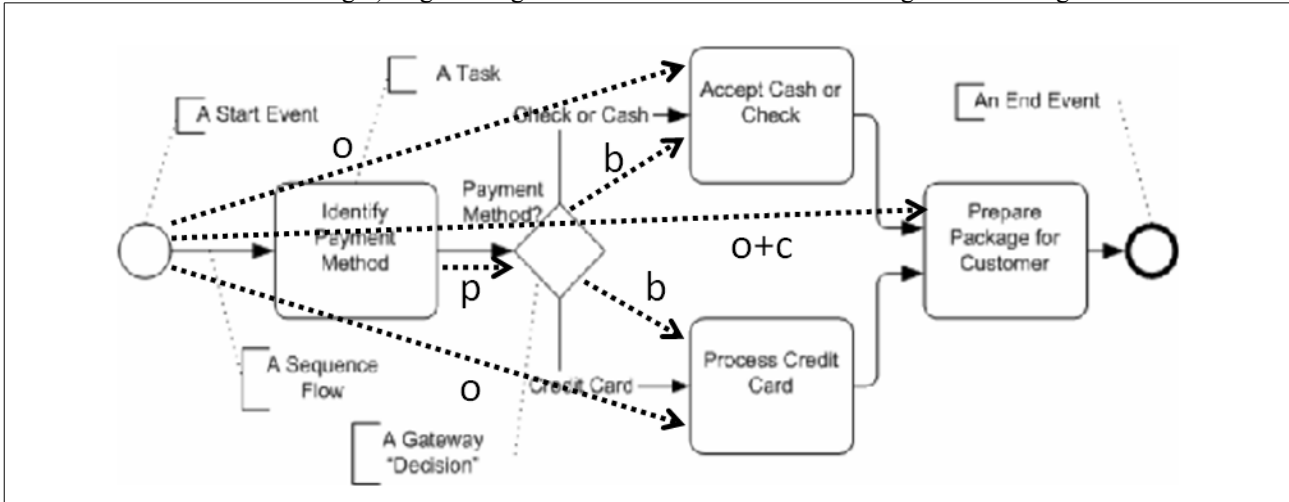 A Task
A Start Event
Accept Cash or
Check
An End Event
Check or Cash
o
b
Payment
Method?
Identify
Payment
Method
Prepare
Package for
Customer
o+c
p
b
A Sequence
Flow
o
Credit Card
Process Credit
Card
A Gateway
"Decision"